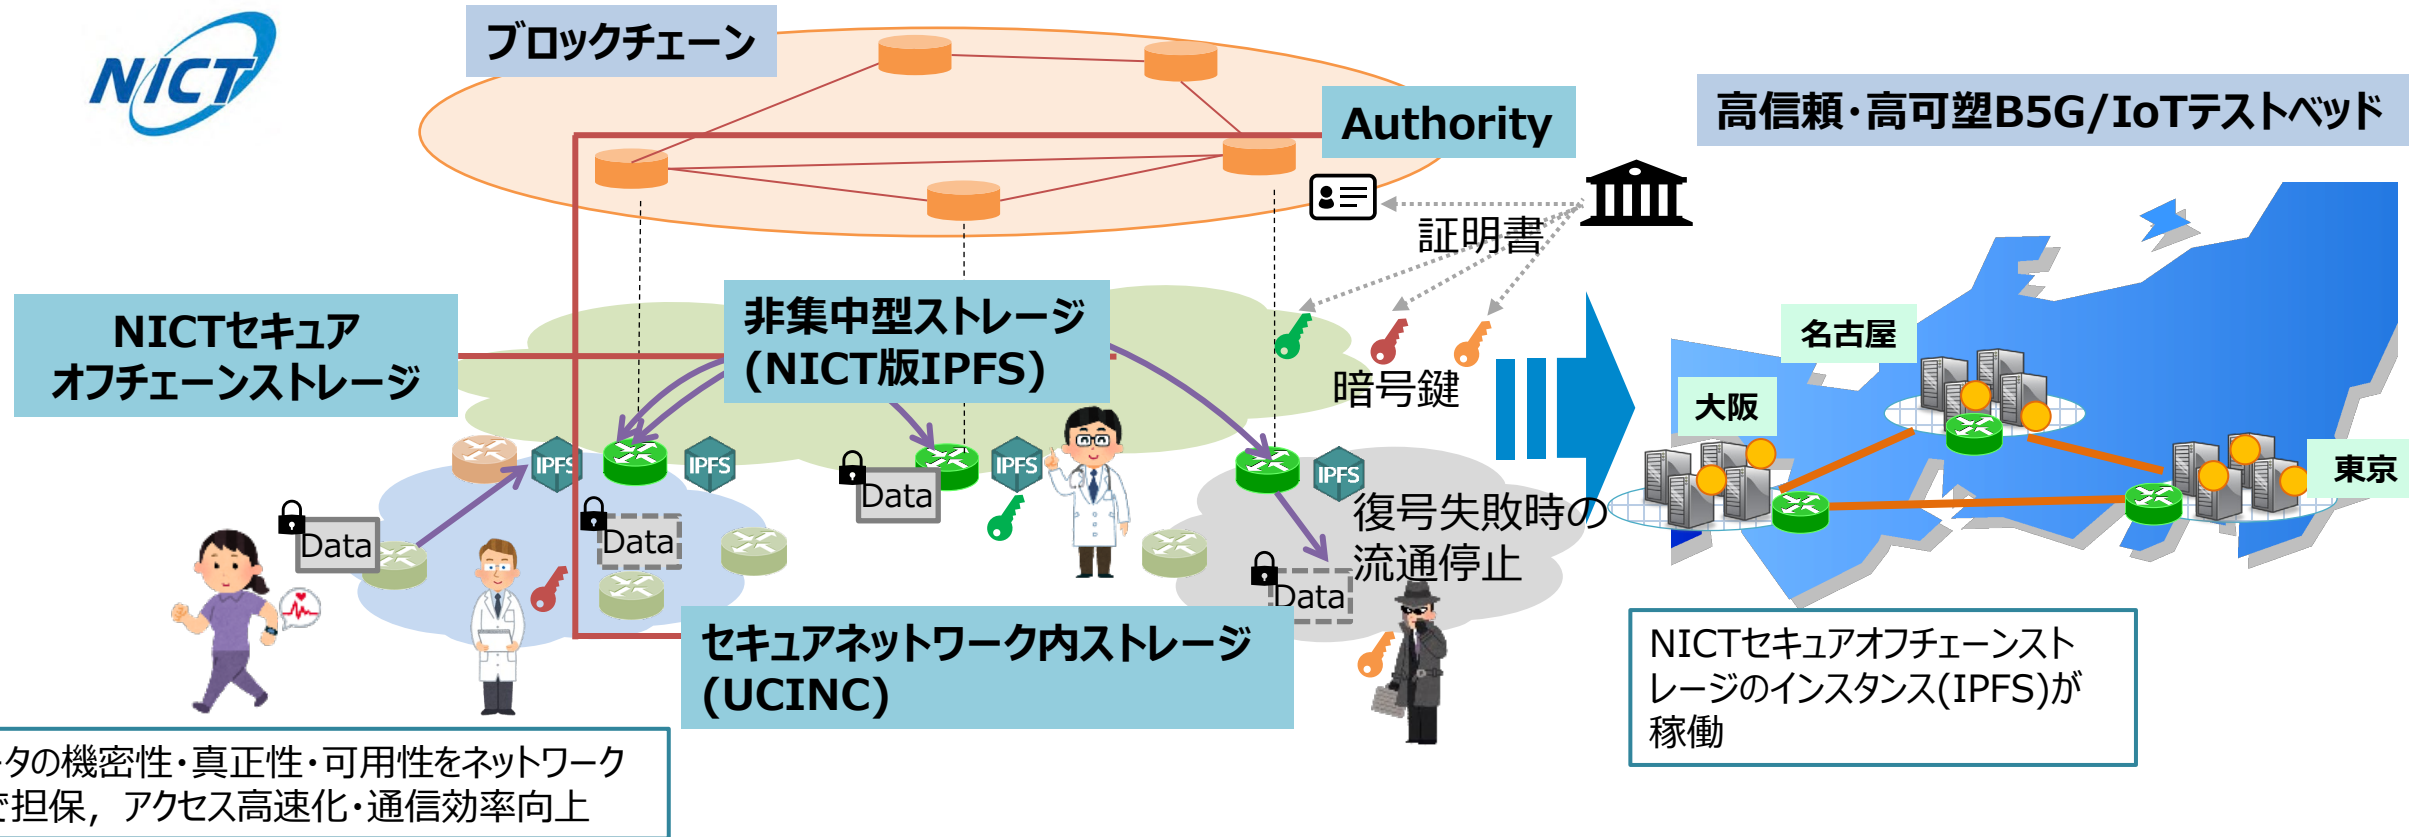 NICT
ブロックチェーン
Authority
高信頼・高可塑B5G/IoTテストベッド
証明書
NICTセキュア
オフチェーンストレージ
非集中型ストレージ
(NICT版IPFS)
暗号鍵
名古屋
大阪
東京
IPFS
IPFS
IPFS
IPFS
Data
Data
Data
Data
復号失敗時の
流通停止
セキュアネットワーク内ストレージ
(UCINC)
NICTセキュアオフチェーンスト
レージのインスタンス(IPFS)が
稼働
タの機密性・真正性・可用性をネットワーク
で担保，アクセス高速化・通信効率向上